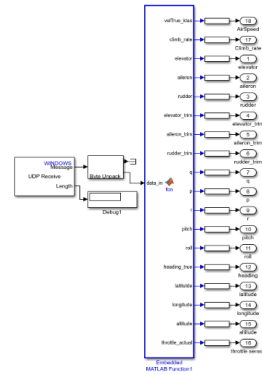 velTrue_ktas
18
AirSpeed
climb_rate
17
Climb_rate
elevator
1
elevator
aileron
2
aileron
rudder
3
rudder
elevator_trim
4
elevator_trim
aileron_trim
5
aileron_trim
rudder_trim
6
rudder_trim
q
7
q
p
8
p
r
9
r
pitch
10
pitch
roll
11
roll
heading_true
12
heading
latitude
13
latitude
longitude
14
longitude
altitude
15
altitude
throttle_actual
16
throttle sensor
WINDOWS
UDP Receive
Message
Length
Byte Unpack
Debug1
data_in
fcn
Embedded
MATLAB Function1